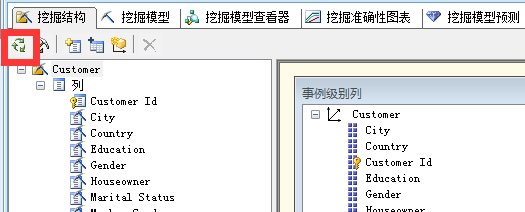 挖掘结构 挖掘模型 挖掘模型查看器 挖掘准确性图表 挖掘模型预测
Customer
列
Customer Id
City
Country
Education
Gender
Houseowner
Marital Status
事例级别列
Customer
City
Country
Customer Id
Education
Gender
Houseowner